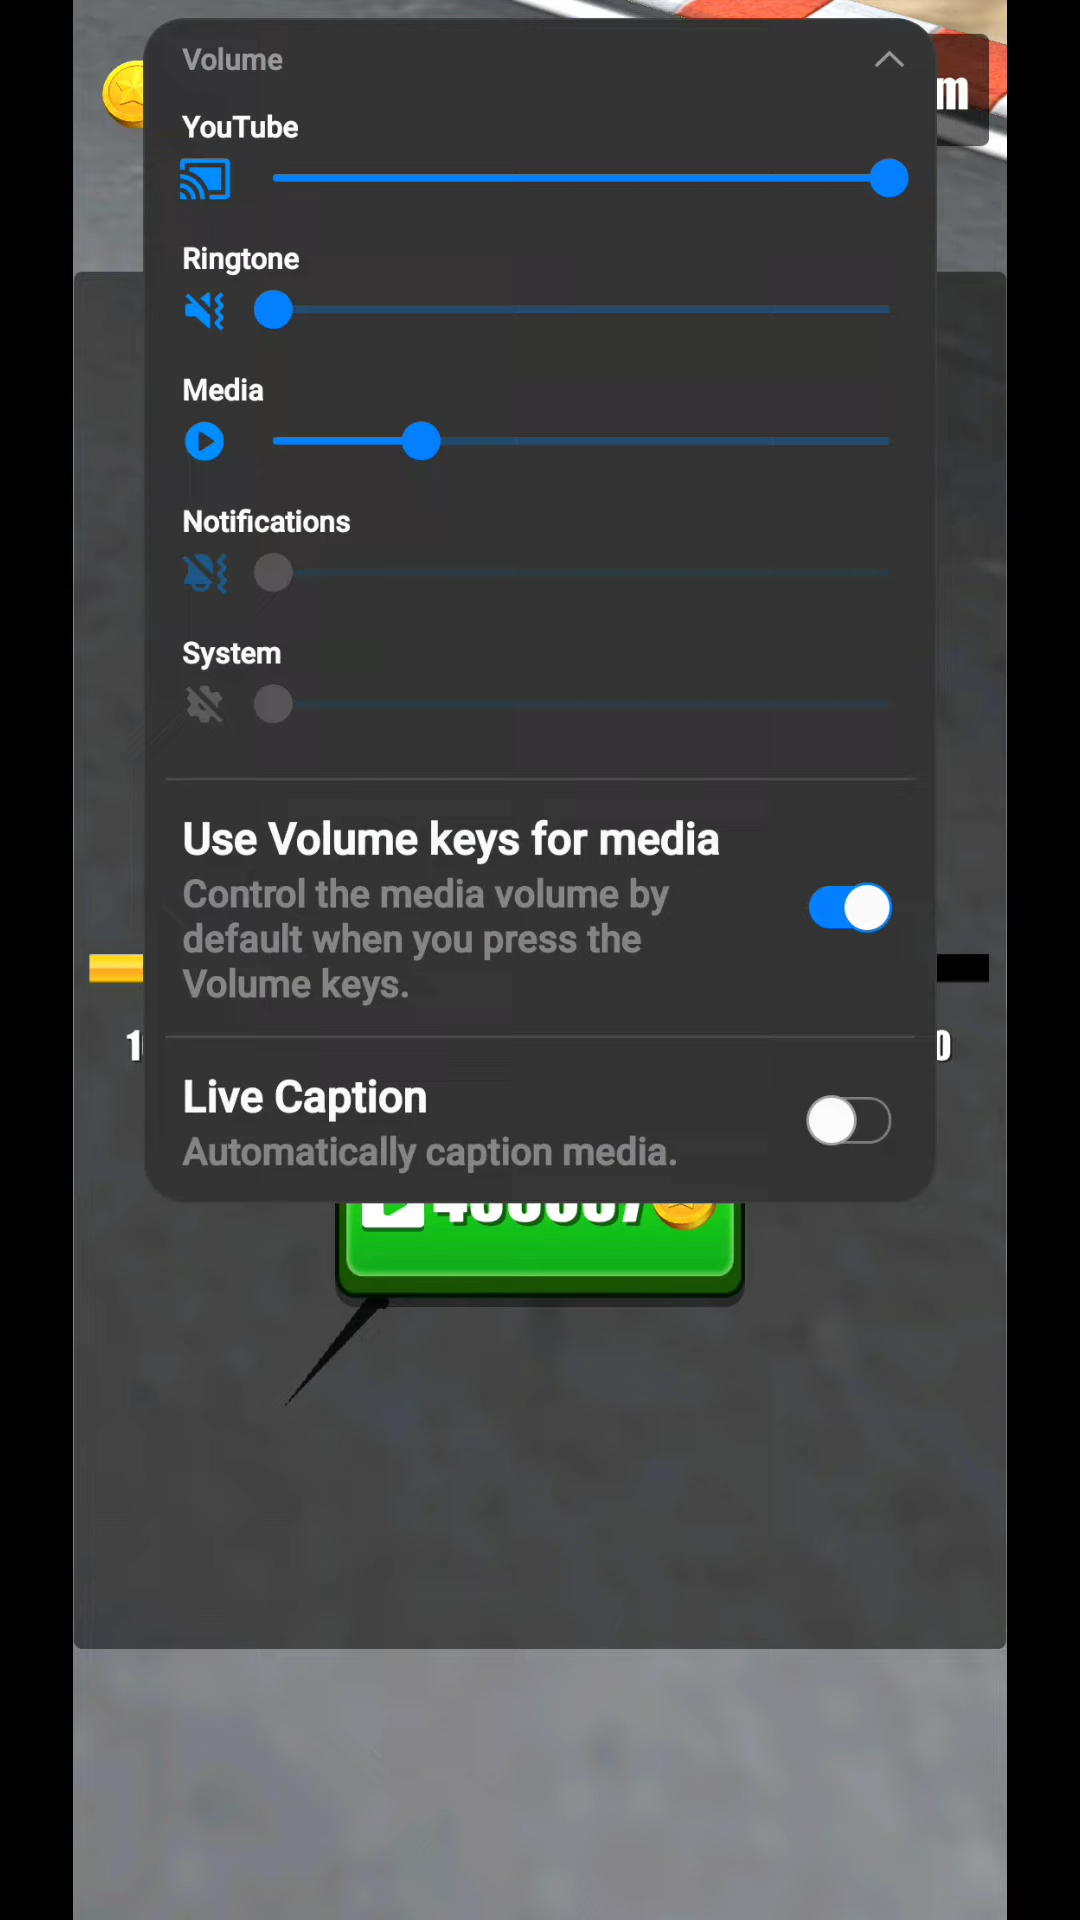 Volume
m
YouTube
Ringtone
Media
Notifications
System
Use Volume keys for media
Control the media volume by
default when you press the
Volume keys.
Live Caption
Automatically caption media.